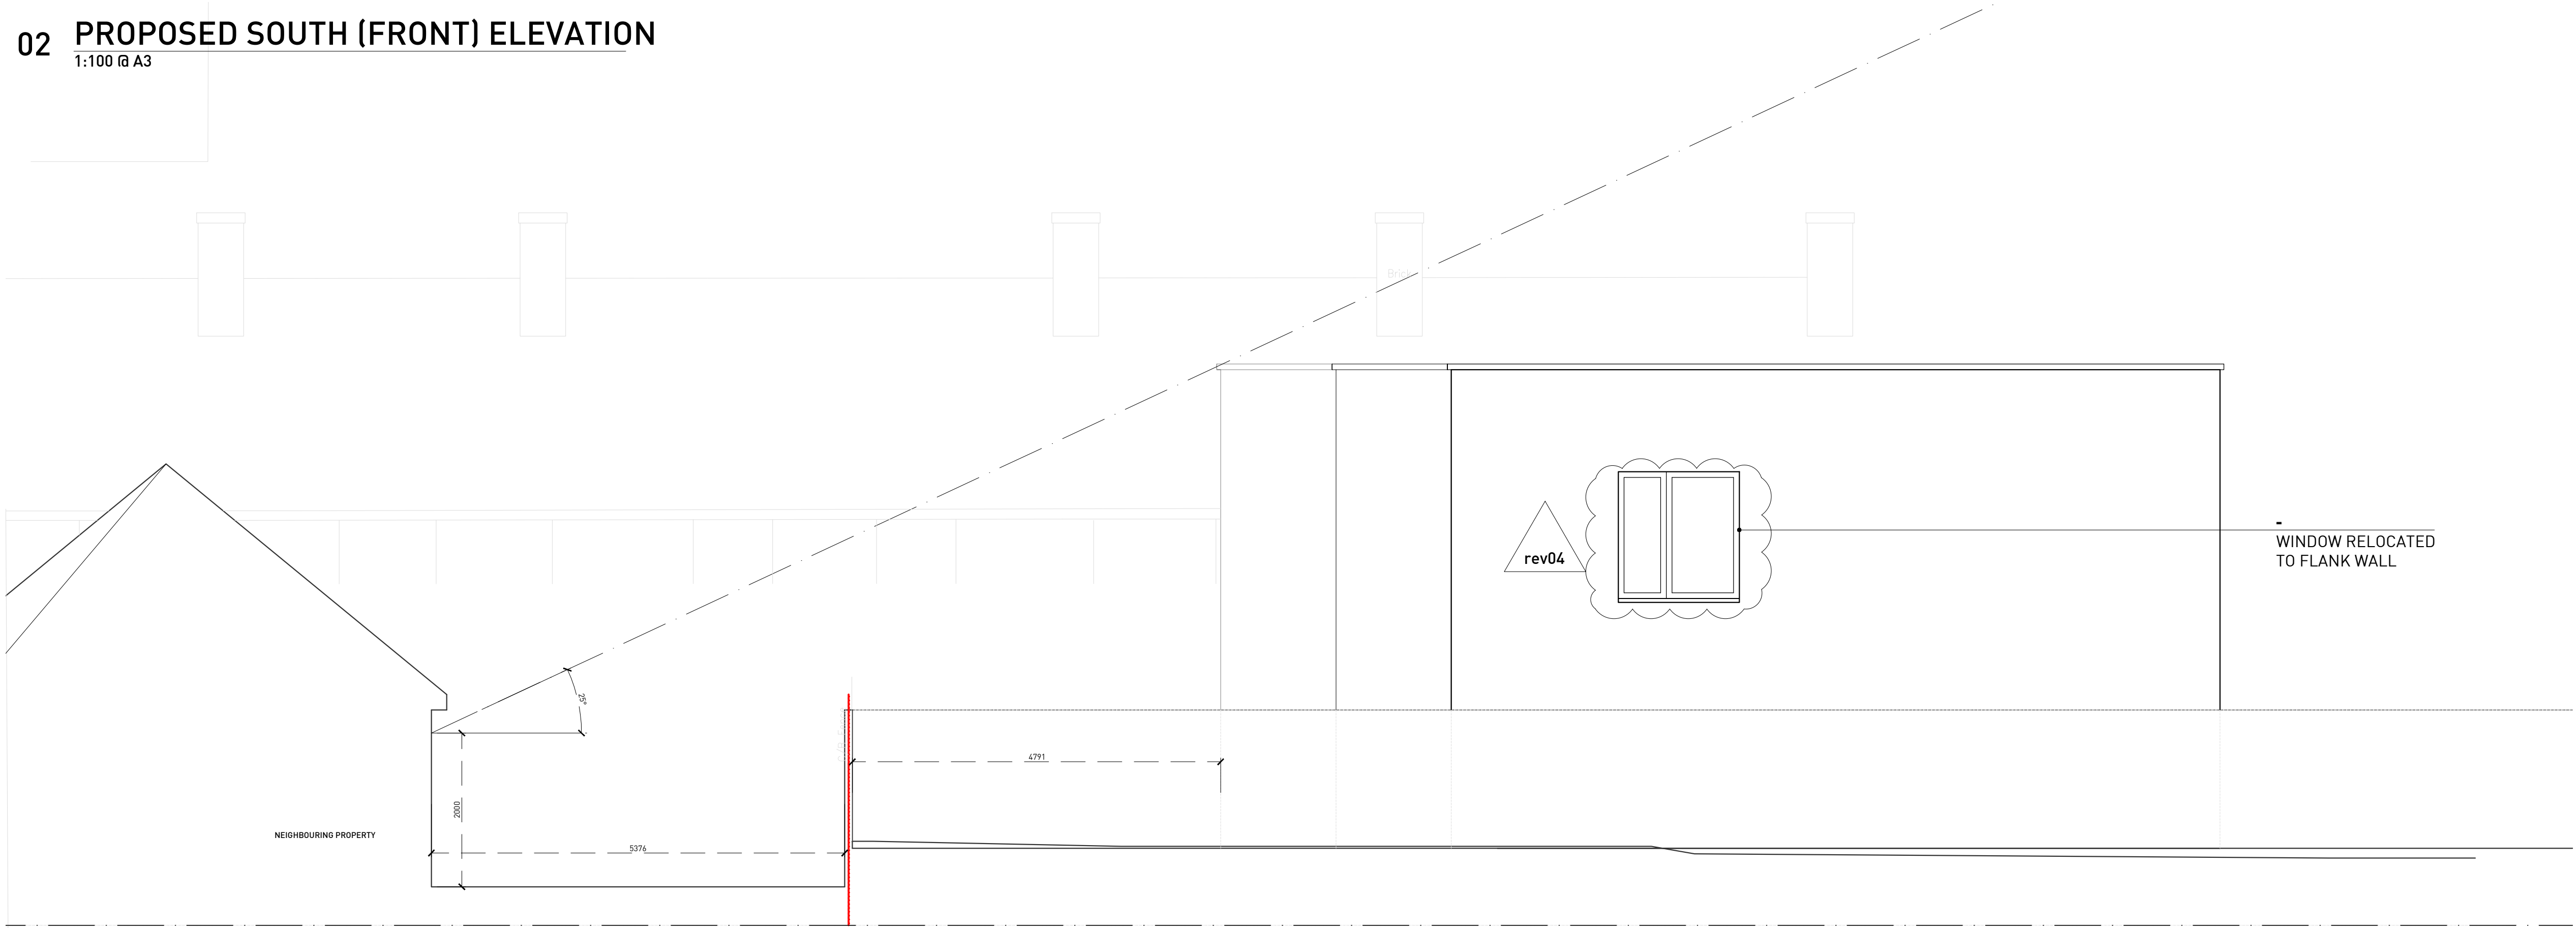 02 PROPOSED SOUTH (FRONT) ELEVATION
1:100 @ A3
Brick
rev04
-
WINDOW RELOCATED
TO FLANK WALL
25°
4791
2000
NEIGHBOURING PROPERTY
5376